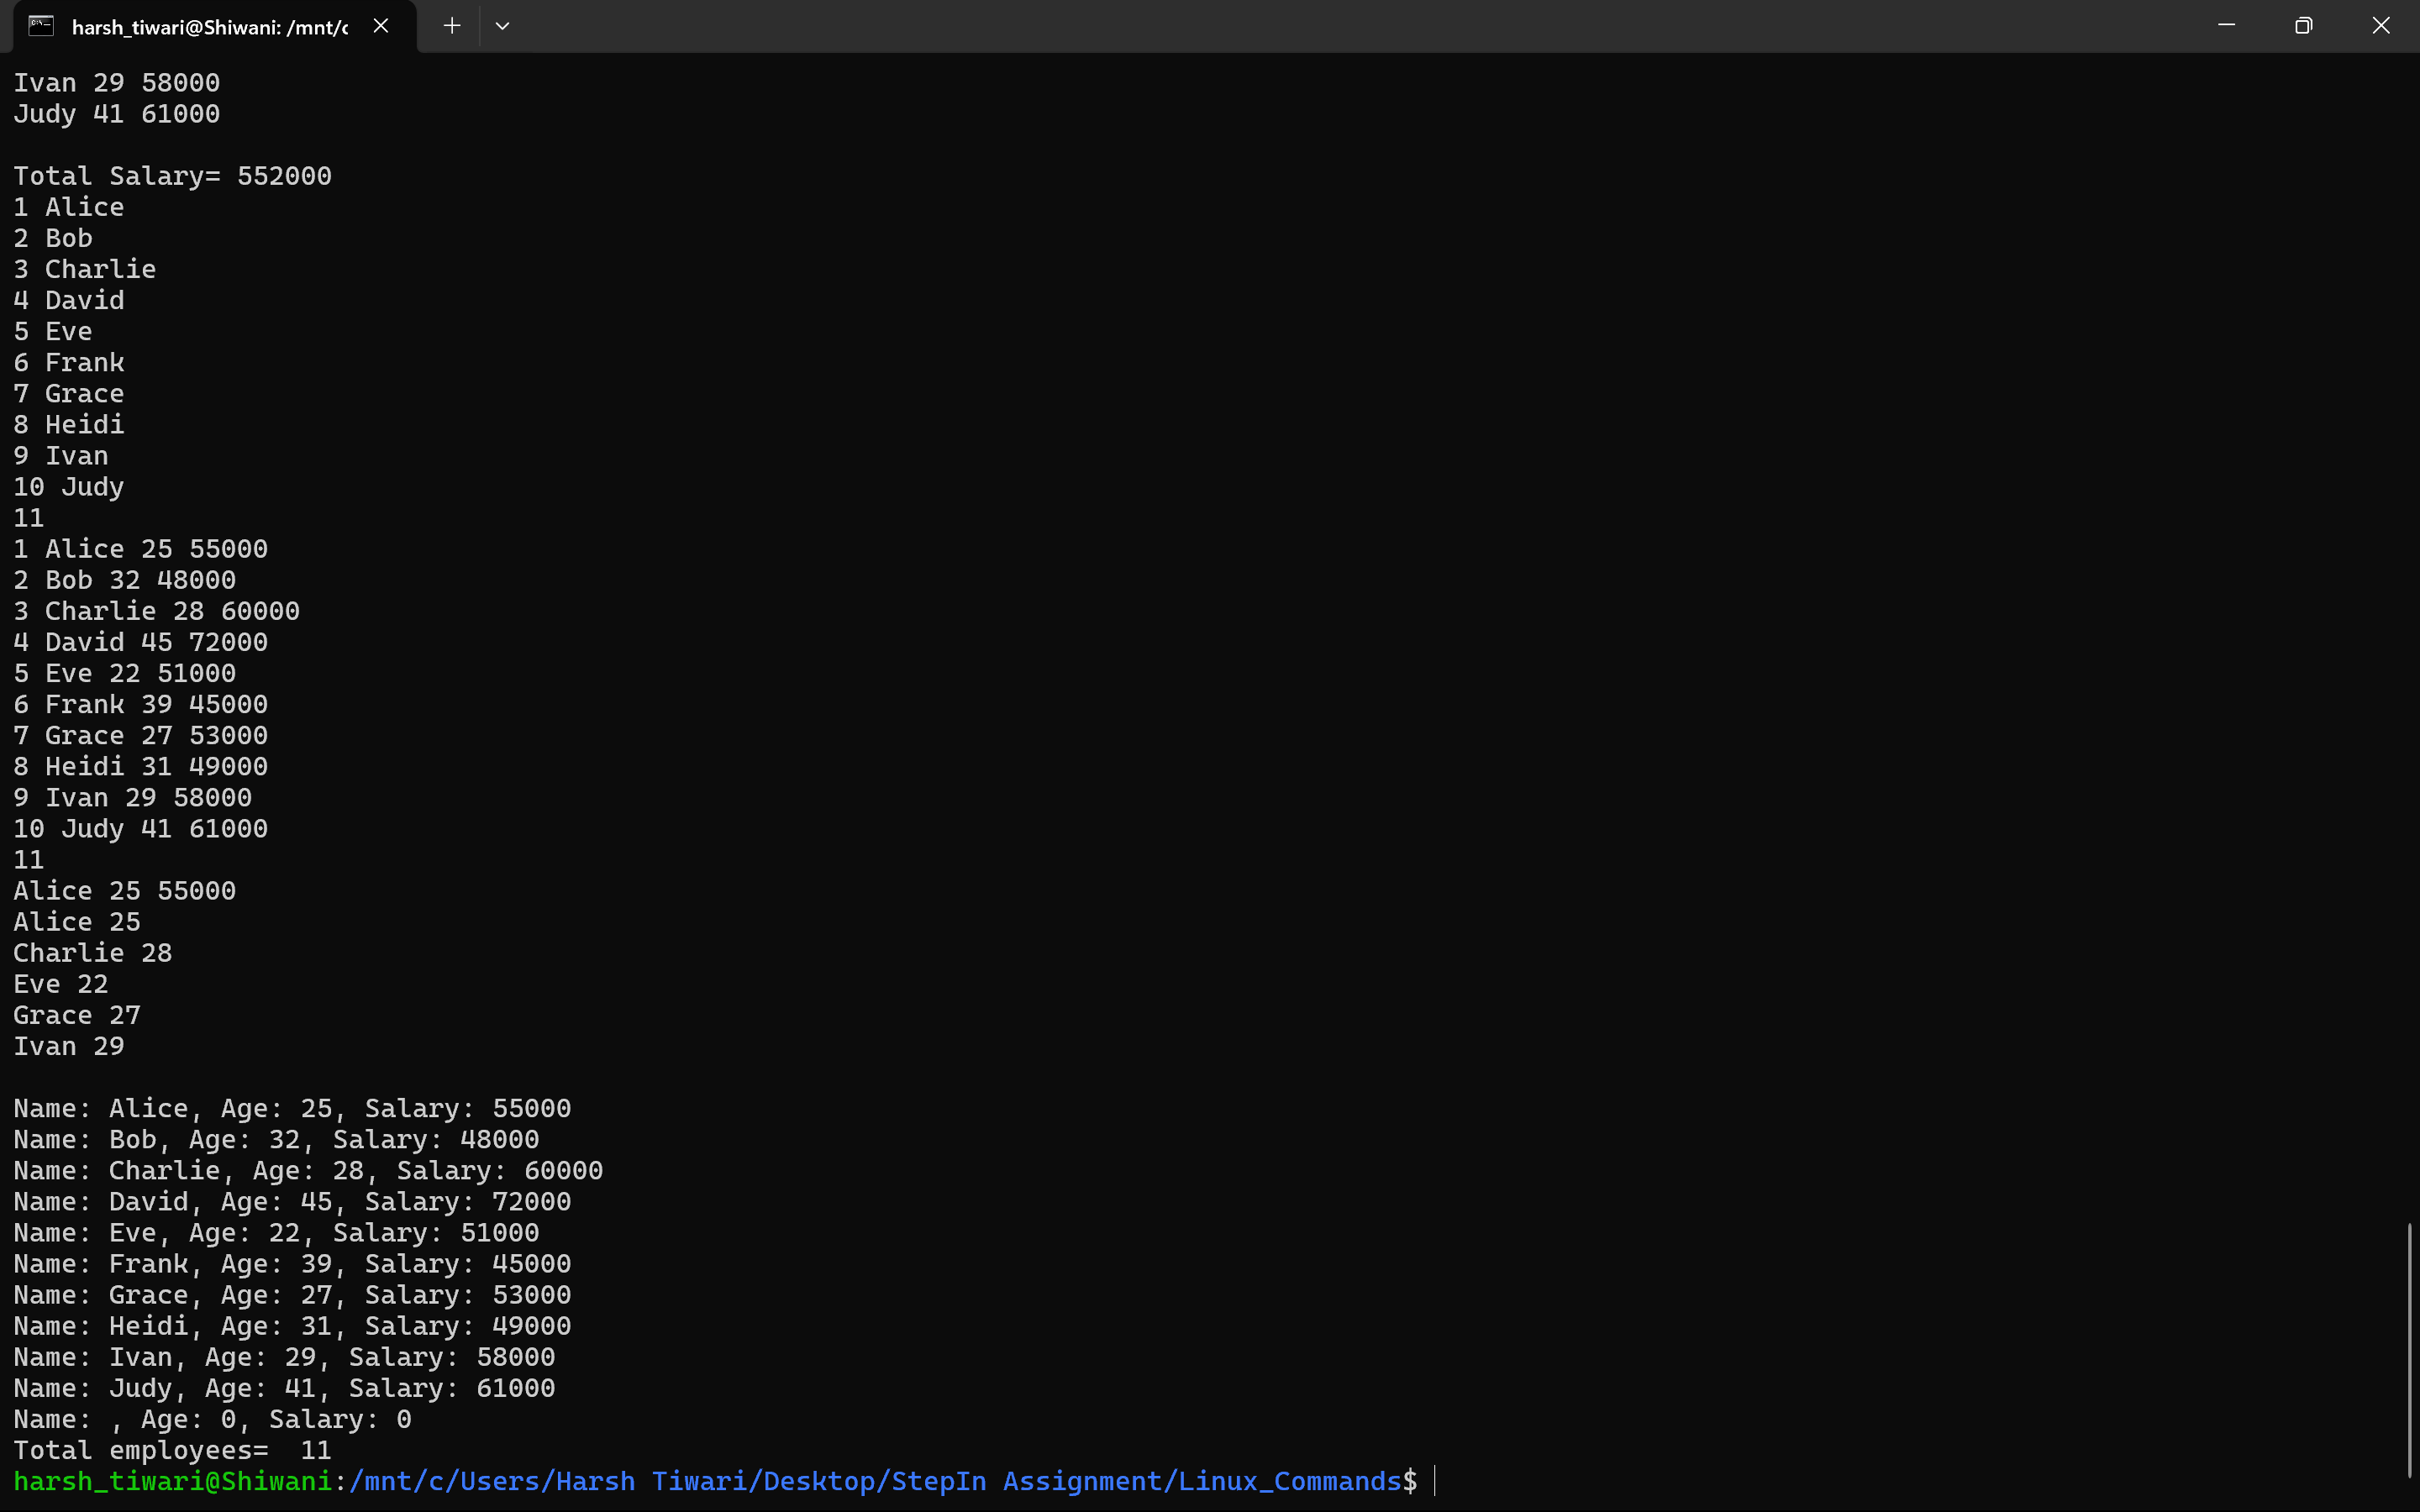 harsh_tiwari@Shiwani: /mnt/c
Ivan 29 58000
Judy 41 61000
Total Salary= 552000
1 Alice
2 Bob
3 Charlie
4 David
5 Eve
6 Frank
7 Grace
8 Heidi
9 Ivan
10 Judy
11
1 Alice 25 55000
2 Bob 32 48000
3 Charlie 28 60000
4 David 45 72000
5 Eve 22 51000
6 Frank 39 45000
7 Grace 27 53000
8 Heidi 31 49000
9 Ivan 29 58000
10 Judy 41 61000
11
Alice 25 55000
Alice 25
Charlie 28
Eve 22
Grace 27
Ivan 29
Name: Alice, Age: 25, Salary: 55000
Name: Bob, Age: 32, Salary: 48000
Name: Charlie, Age: 28, Salary: 60000
Name: David, Age: 45, Salary: 72000
Name: Eve, Age: 22, Salary: 51000
Name: Frank, Age: 39, Salary: 45000
Name: Grace, Age: 27, Salary: 53000
Name: Heidi, Age: 31, Salary: 49000
Name: Ivan, Age: 29, Salary: 58000
Name: Judy, Age: 41, Salary: 61000
Name: , Age: 0, Salary: 0
Total employees=  11
harsh_tiwari@Shiwani:/mnt/c/Users/Harsh Tiwari/Desktop/StepIn Assignment/Linux_Commands$